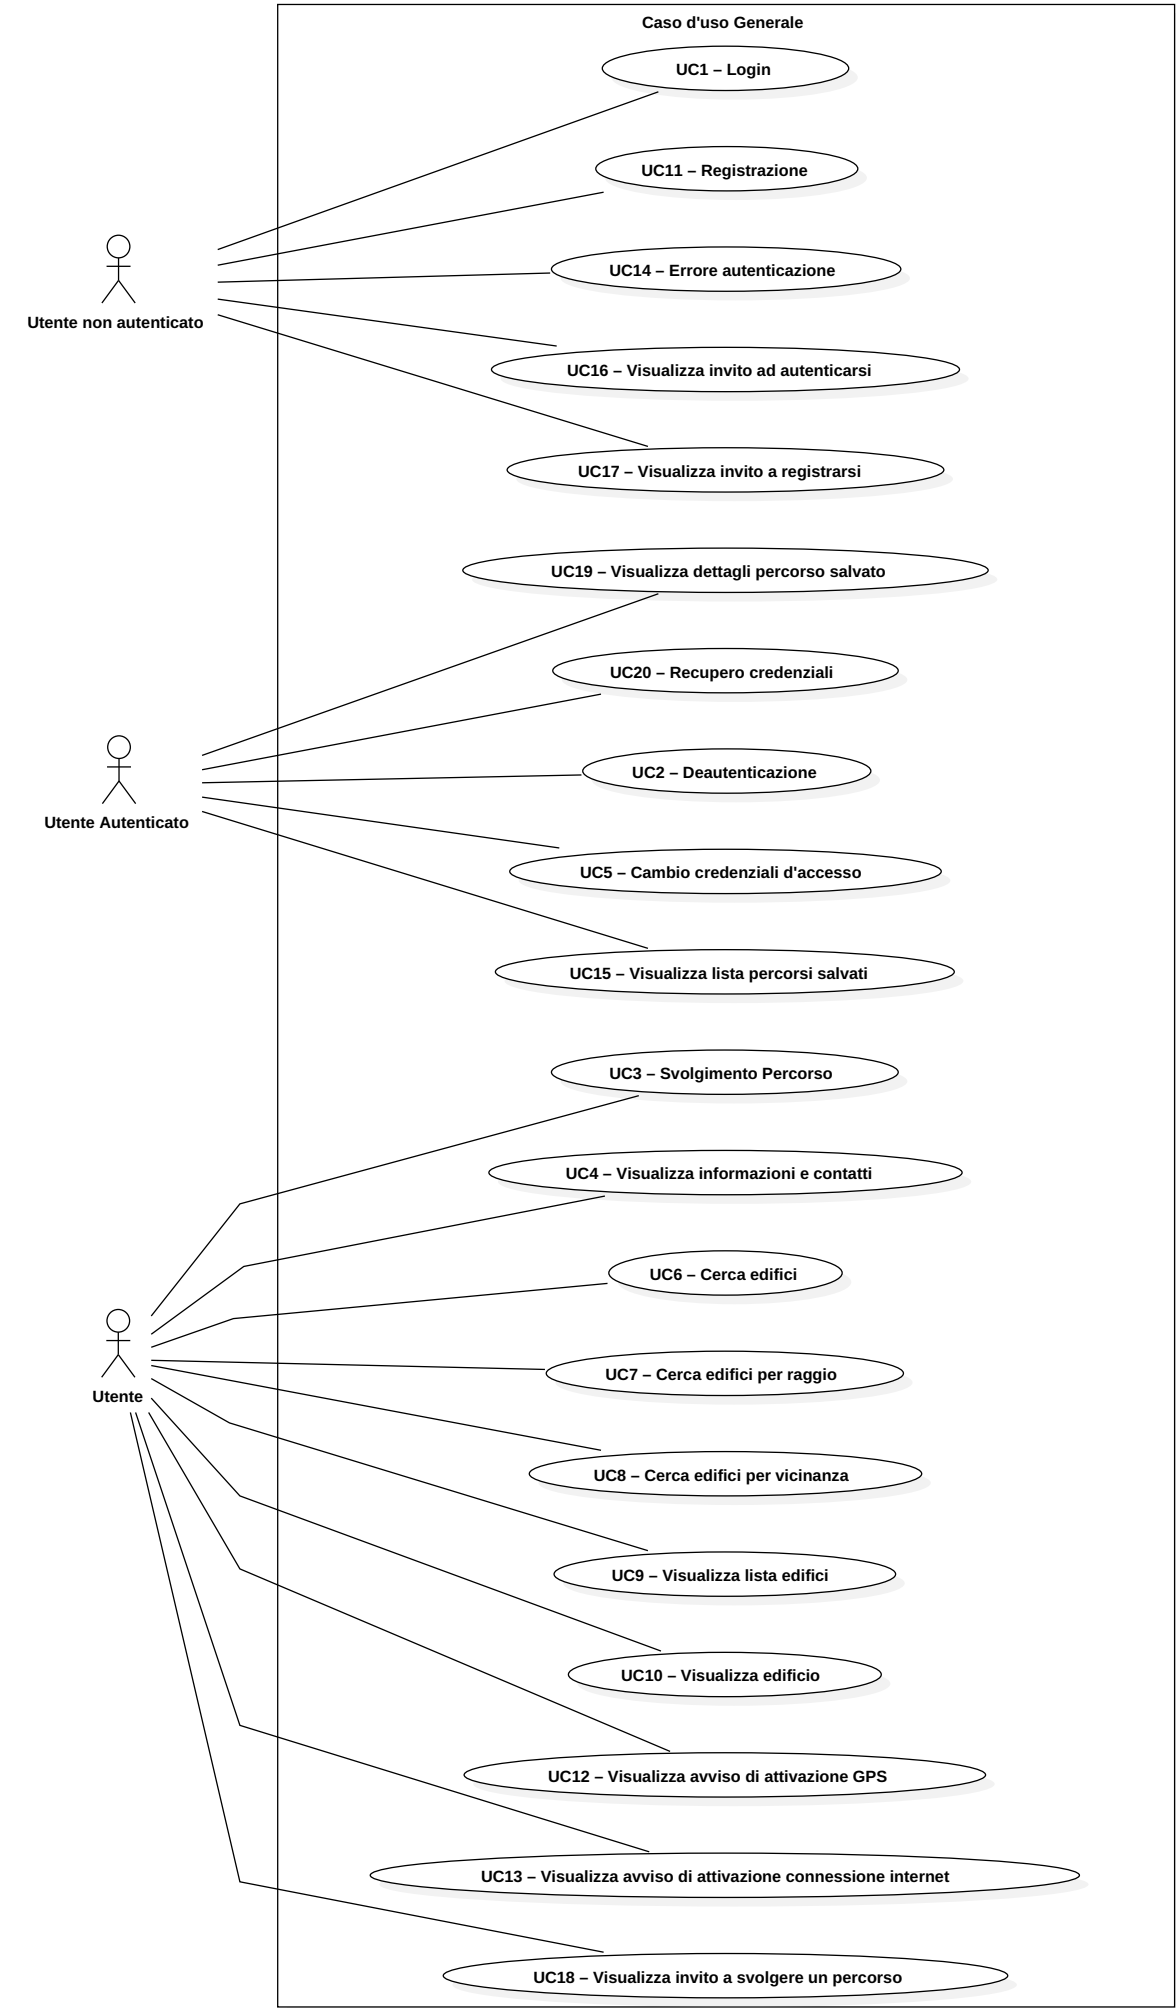 Caso d'uso Generale
UC1 – Login
UC11 – Registrazione
UC14 – Errore autenticazione
Utente non autenticato
UC16 – Visualizza invito ad autenticarsi
UC17 – Visualizza invito a registrarsi
UC19 – Visualizza dettagli percorso salvato
UC20 – Recupero credenziali
UC2 – Deautenticazione
Utente Autenticato
UC5 – Cambio credenziali d'accesso
UC15 – Visualizza lista percorsi salvati
UC3 – Svolgimento Percorso
UC4 – Visualizza informazioni e contatti
UC6 – Cerca edifici
UC7 – Cerca edifici per raggio
Utente
UC8 – Cerca edifici per vicinanza
UC9 – Visualizza lista edifici
UC10 – Visualizza edificio
UC12 – Visualizza avviso di attivazione GPS
UC13 – Visualizza avviso di attivazione connessione internet
UC18 – Visualizza invito a svolgere un percorso